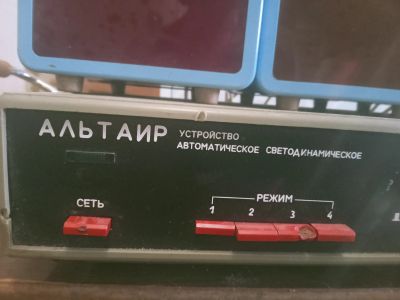 АЛЬТАИР УСТРОЙСТВО
АВТОМАТИЧЕСКОЕ СВЕТОДИНАМИЧЕСКОЕ
СЕТЬ
РЕЖИМ
1 2 3 4